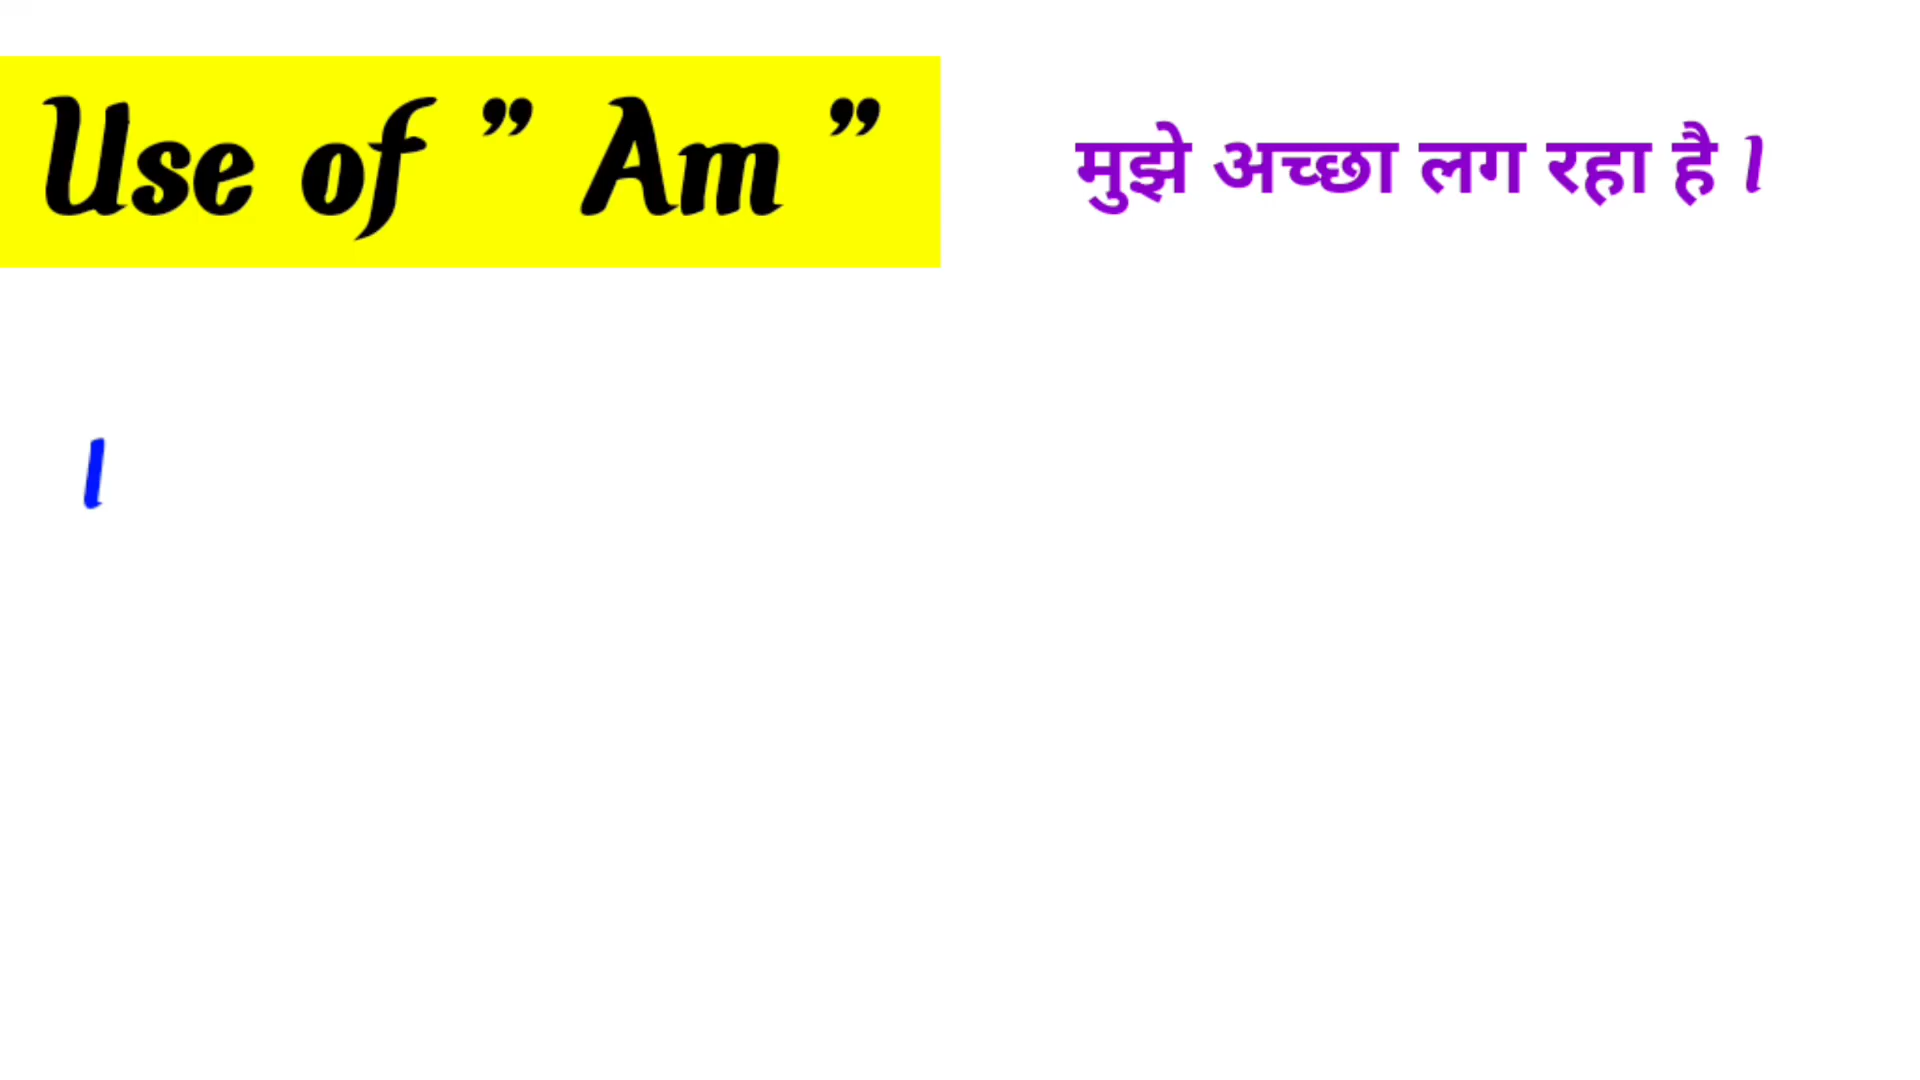 Use of " Am "
मुझे अच्छा लग रहा है l
I